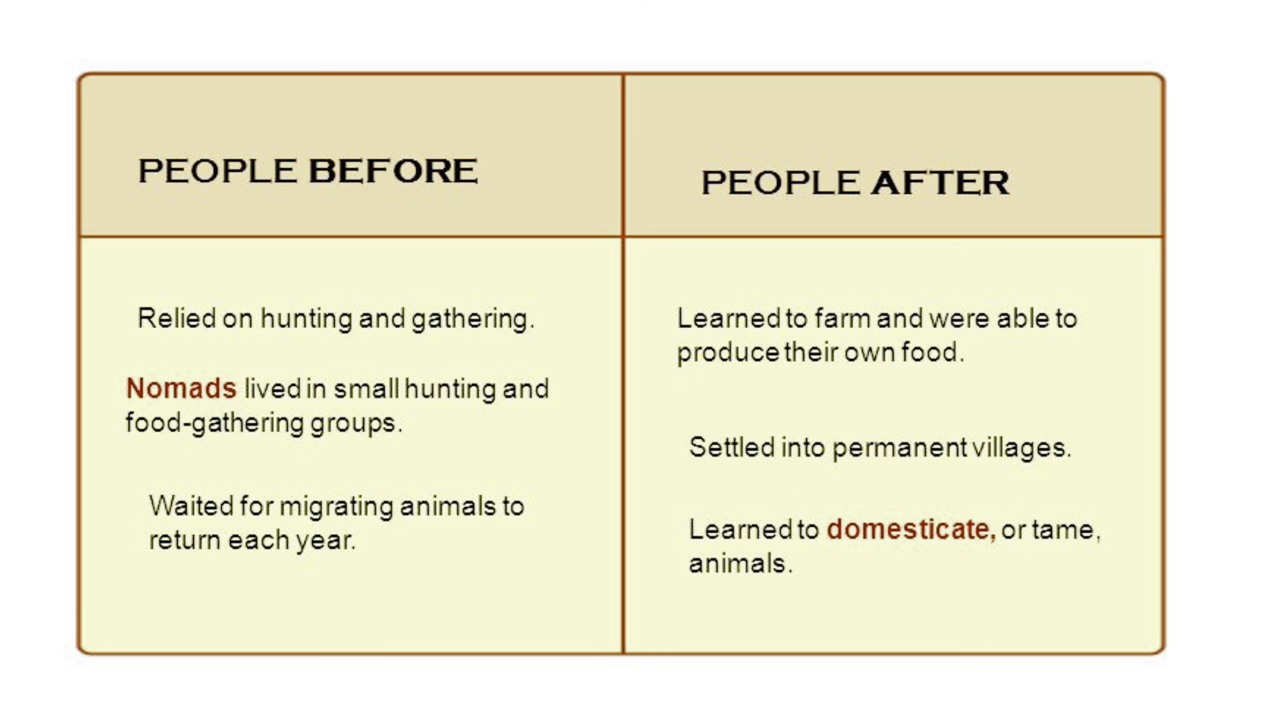 PEOPLE BEFORE
PEOPLE AFTER
Relied on hunting and gathering.
Nomads lived in small hunting and
food-gathering groups.
Waited for migrating animals to
return each year.
Learned to farm and were able to
produce their own food.
Settled into permanent villages.
Learned to domesticate, or tame,
animals.